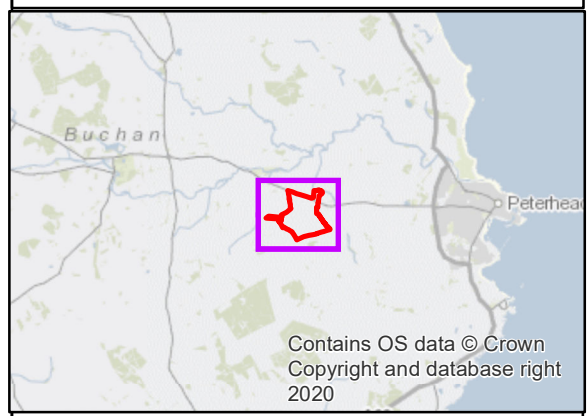 Buchan
Peterhead
Contains OS data © Crown
Copyright and database right
2020